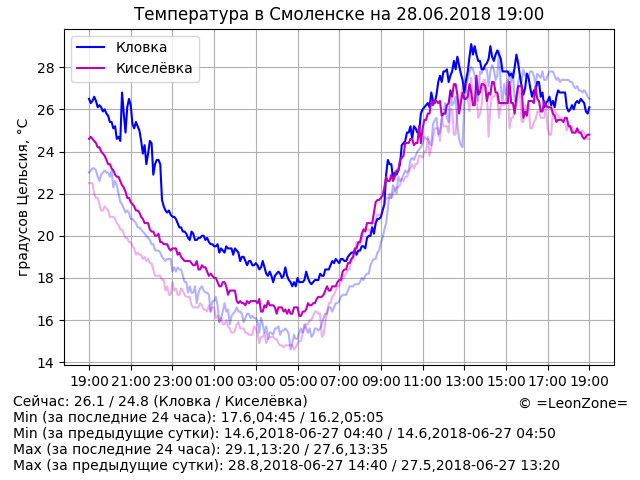 Температура в Смоленске на 28.06.2018 19:00
Кловка
Киселёвка
градусов Цельсия, °C
28
26
24
22
20
18
16
14
19:00 21:00 23:00 01:00 03:00 05:00 07:00 09:00 11:00 13:00 15:00 17:00 19:00
Сейчас: 26.1 / 24.8 (Кловка / Киселёвка)
© =LeonZone=
Min (за последние 24 часа): 17.6,04:45 / 16.2,05:05
Min (за предыдущие сутки): 14.6,2018-06-27 04:40 / 14.6,2018-06-27 04:50
Max (за последние 24 часа): 29.1,13:20 / 27.6,13:35
Max (за предыдущие сутки): 28.8,2018-06-27 14:40 / 27.5,2018-06-27 13:20